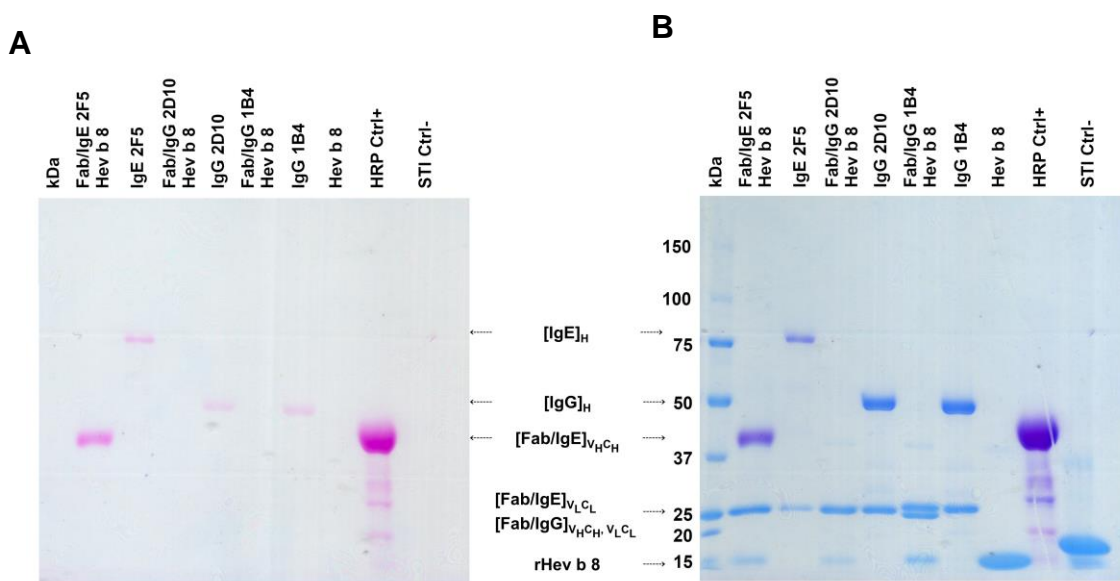 A
B
kDa
Fab/IgE 2F5
Hev b 8
IgE 2F5
Fab/IgG 2D10
Hev b 8
IgG 2D10
Fab/IgG 1B4
Hev b 8
IgG 1B4
Hev b 8
HRP Ctrl+
STI Ctrl-
kDa
Fab/IgE 2F5
Hev b 8
IgE 2F5
Fab/IgG 2D10
Hev b 8
IgG 2D10
Fab/IgG 1B4
Hev b 8
IgG 1B4
Hev b 8
HRP Ctrl+
STI Ctrl-
[IgE]H
[IgG]H
[Fab/IgE]VHCH
[Fab/IgE]VLCL
[Fab/IgG]VHCH, VLCL
rHev b 8
150
100
75
50
37
25
20
15